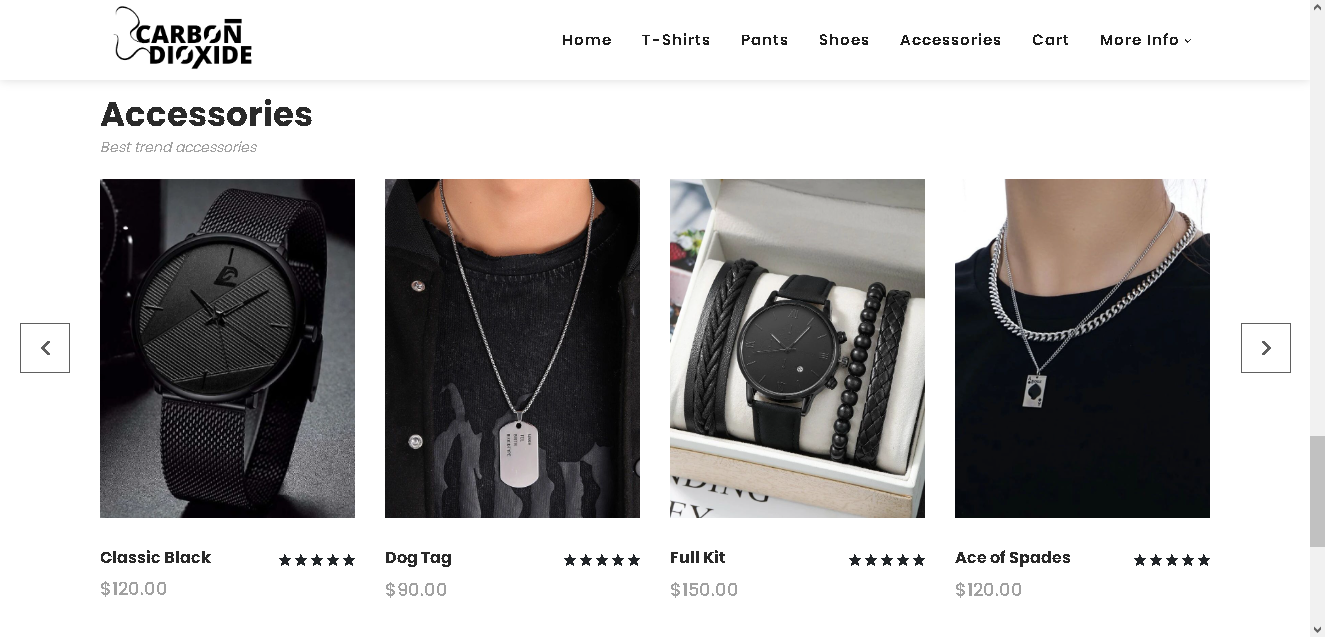 CARBON
DIOXIDE
Home
T-Shirts
Pants
Shoes
Accessories
Cart
More Info
Accessories
Best trend accessories
Classic Black
$120.00
Dog Tag
$90.00
Full Kit
$150.00
Ace of Spades
$120.00